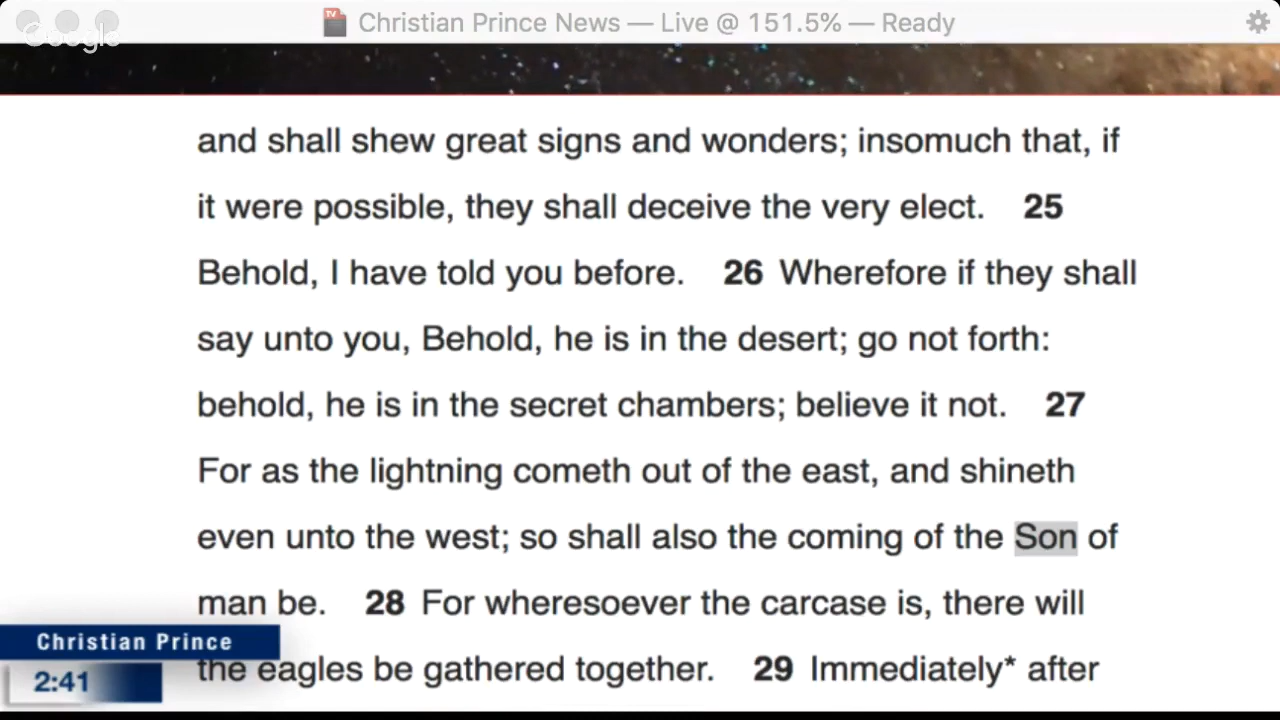 Google
TV
Christian Prince News — Live @ 151.5% — Ready
and shall shew great signs and wonders; insomuch that, if
it were possible, they shall deceive the very elect. 25
Behold, I have told you before. 26 Wherefore if they shall
say unto you, Behold, he is in the desert; go not forth:
behold, he is in the secret chambers; believe it not. 27
For as the lightning cometh out of the east, and shineth
even unto the west; so shall also the coming of the Son of
man be. 28 For wheresoever the carcase is, there will
the eagles be gathered together. 29 Immediately* after
Christian Prince
2:41